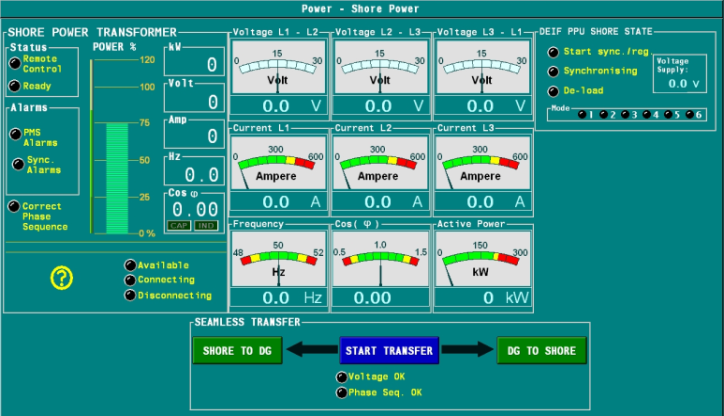 Power - Shore Power
SHORE POWER TRANSFORMER
Status
Remote
Control
Ready
Alarms
PMS
Alarms
Sync.
Alarms
Correct
Phase
Sequence
POWER %
120
100
75
50
25
0 %
kW
0
Volt
0
Amp
0
Hz
0.0
Cos φ
0.00
CAP IND
?
Available
Connecting
Disconnecting
Voltage L1 - L2
0 15 30
Volt
0.0 V
Voltage L2 - L3
0 15 30
Volt
0.0 V
Voltage L3 - L1
0 15 30
Volt
0.0 V
Current L1
0 300 600
Ampere
0.0 A
Current L2
0 300 600
Ampere
0.0 A
Current L3
0 300 600
Ampere
0.0 A
Frequency
48 50 52
Hz
0.0 Hz
Cos( φ )
0.5 1.0 1.5
0.00
Active Power
0 150 300
kW
0 kW
DEIF PPU SHORE STATE
Start sync./reg.
Synchronising
De-load
Voltage
Supply:
0.0 V
Mode
1 2 3 4 5 6
SEAMLESS TRANSFER
SHORE TO DG
START TRANSFER
DG TO SHORE
Voltage OK
Phase Seq. OK